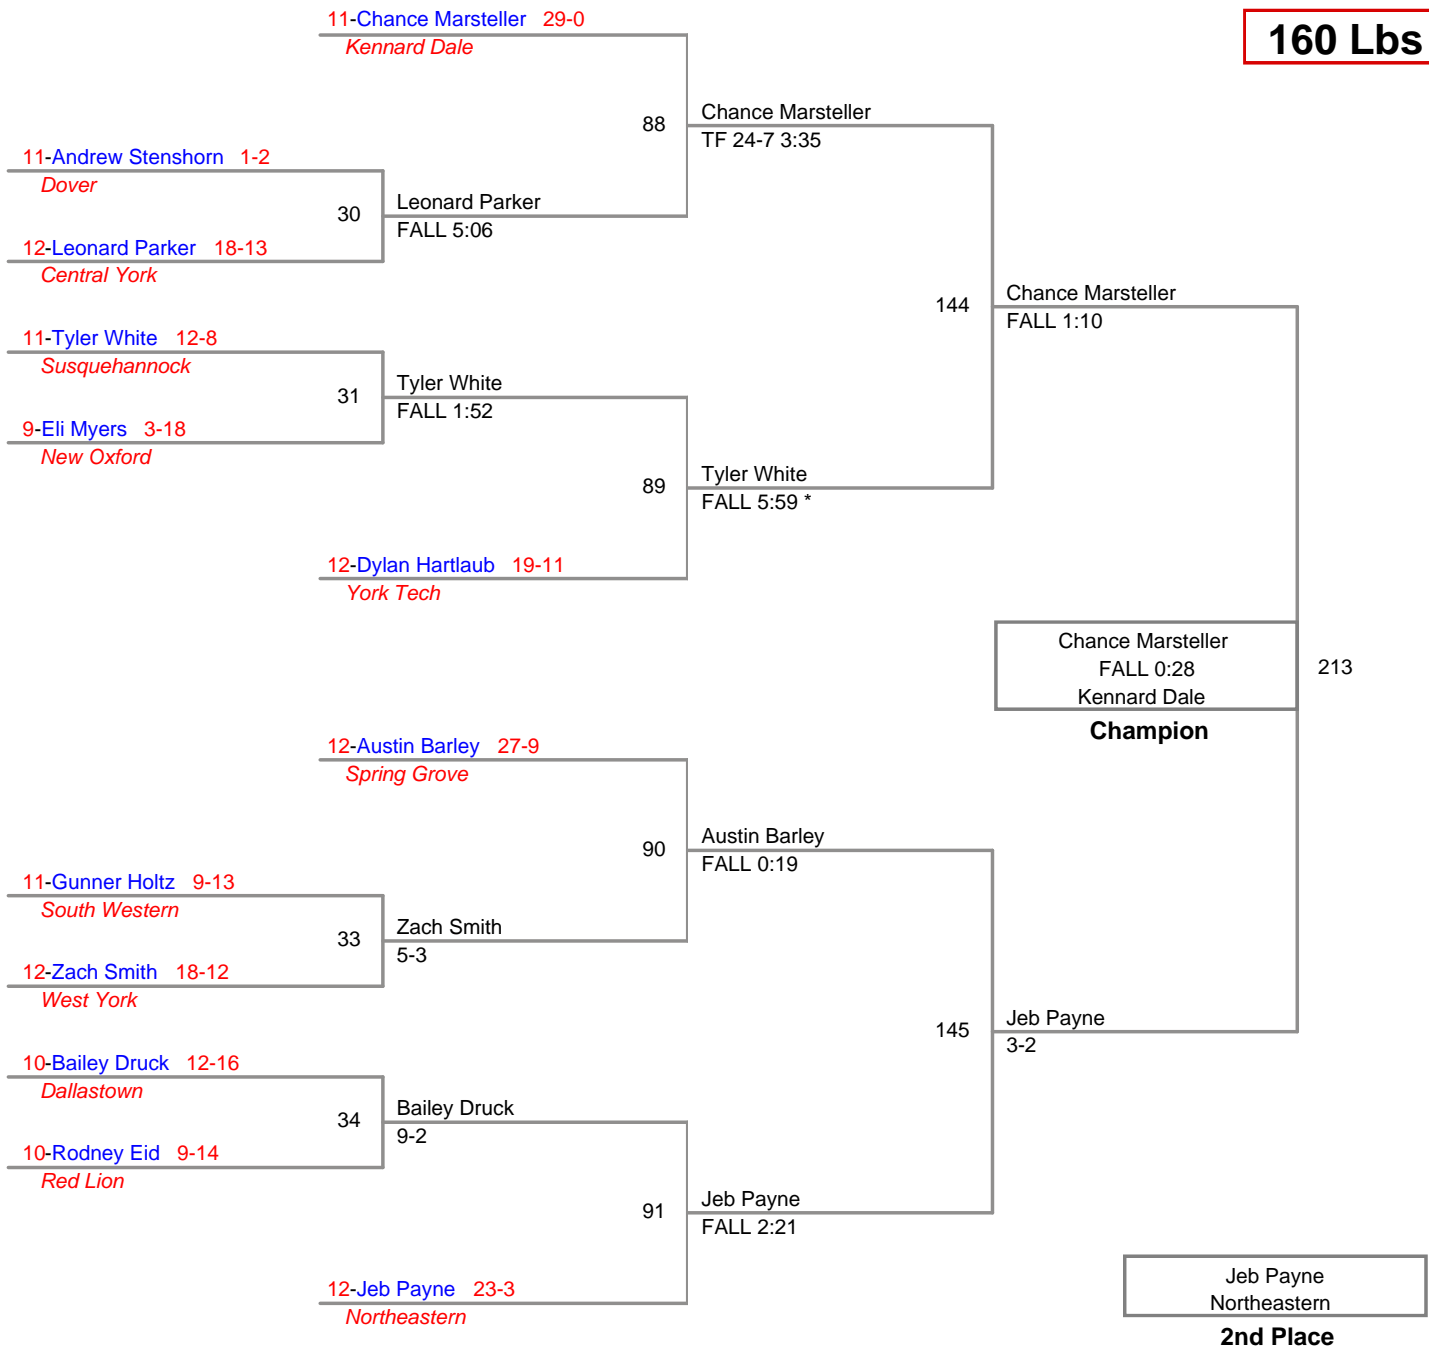 11-Chance Marsteller 29-0
Kennard Dale
160 Lbs
88
Chance Marsteller
TF 24-7 3:35
11-Andrew Stenshorn 1-2
Dover
30
Leonard Parker
FALL 5:06
12-Leonard Parker 18-13
Central York
144
Chance Marsteller
FALL 1:10
11-Tyler White 12-8
Susquehannock
31
Tyler White
FALL 1:52
9-Eli Myers 3-18
New Oxford
89
Tyler White
FALL 5:59 *
12-Dylan Hartlaub 19-11
York Tech
Chance Marsteller
FALL 0:28
Kennard Dale
213
Champion
12-Austin Barley 27-9
Spring Grove
90
Austin Barley
FALL 0:19
11-Gunner Holtz 9-13
South Western
33
Zach Smith
5-3
12-Zach Smith 18-12
West York
145
Jeb Payne
3-2
10-Bailey Druck 12-16
Dallastown
34
Bailey Druck
9-2
10-Rodney Eid 9-14
Red Lion
91
Jeb Payne
FALL 2:21
12-Jeb Payne 23-3
Northeastern
Jeb Payne
Northeastern
2nd Place